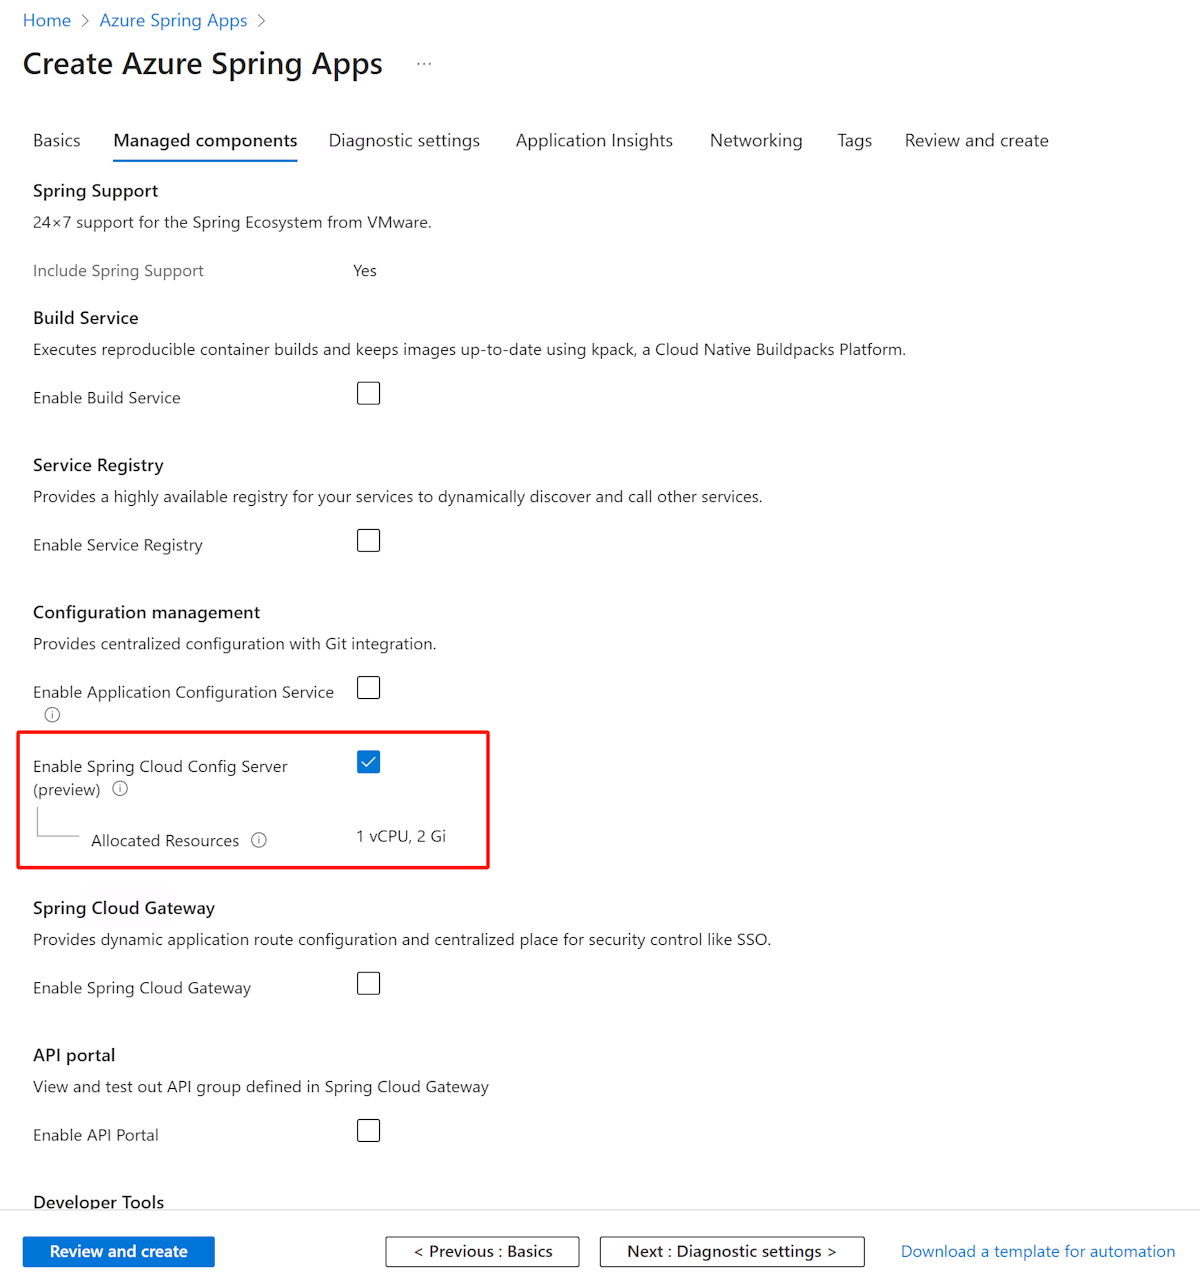 Home > Azure Spring Apps >
Create Azure Spring Apps ...
Basics Managed components Diagnostic settings Application Insights Networking Tags Review and create
Spring Support
24×7 support for the Spring Ecosystem from VMware.
Include Spring Support Yes
Build Service
Executes reproducible container builds and keeps images up-to-date using kpack, a Cloud Native Buildpacks Platform.
Enable Build Service
Service Registry
Provides a highly available registry for your services to dynamically discover and call other services.
Enable Service Registry
Configuration management
Provides centralized configuration with Git integration.
Enable Application Configuration Service
Enable Spring Cloud Config Server
(preview)
Allocated Resources 1 vCPU, 2 Gi
Spring Cloud Gateway
Provides dynamic application route configuration and centralized place for security control like SSO.
Enable Spring Cloud Gateway
API portal
View and test out API group defined in Spring Cloud Gateway
Enable API Portal
Developer Tools
Review and create < Previous : Basics Next : Diagnostic settings > Download a template for automation